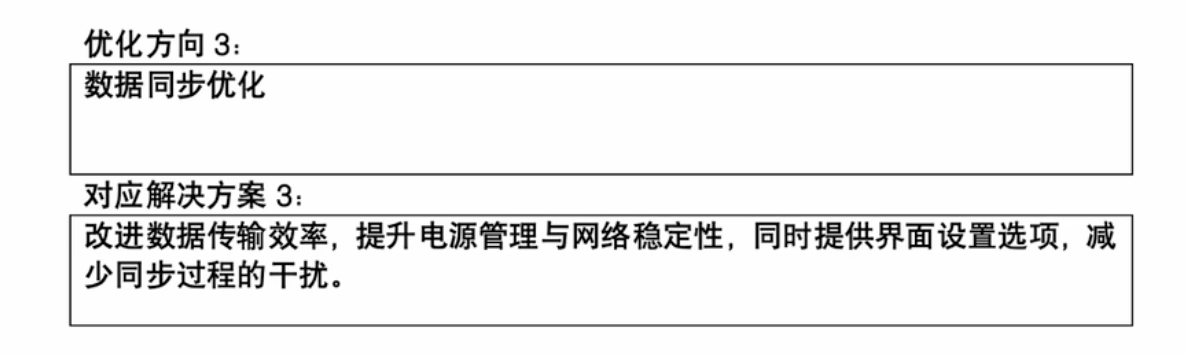 优化方向 3：
数据同步优化
对应解决方案 3：
改进数据传输效率，提升电源管理与网络稳定性，同时提供界面设置选项，减
少同步过程的干扰。